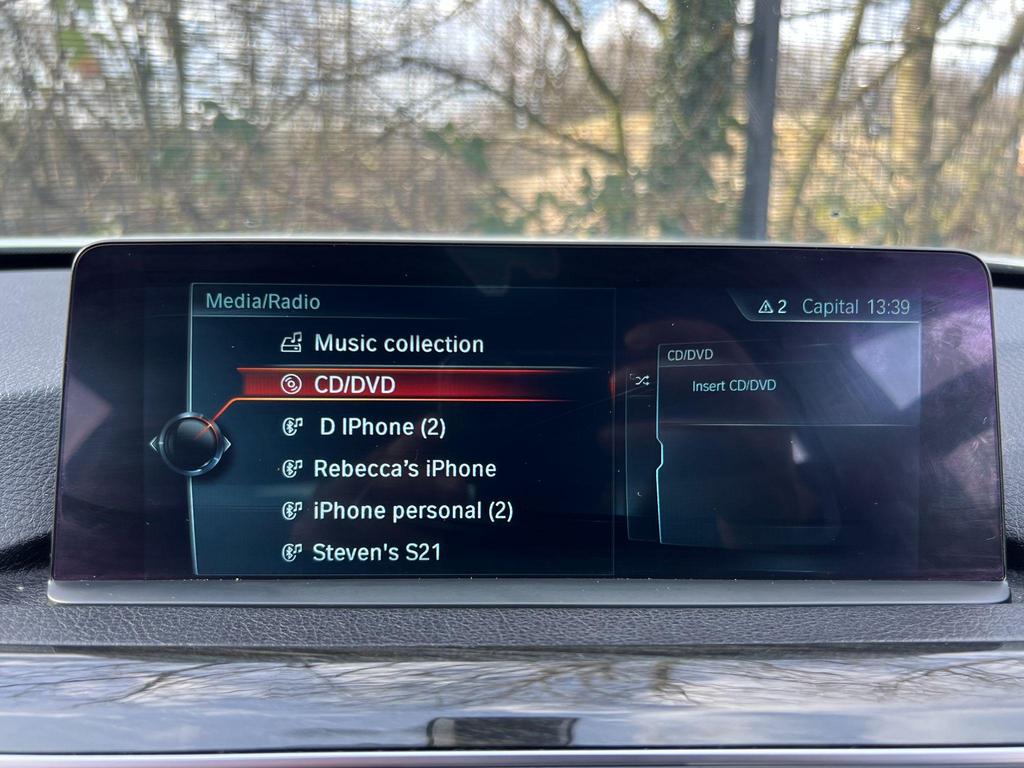 Media/Radio
2 Capital 13:39
Music collection
CD/DVD
D IPhone (2)
Rebecca's iPhone
iPhone personal (2)
Steven's S21
CD/DVD
Insert CD/DVD